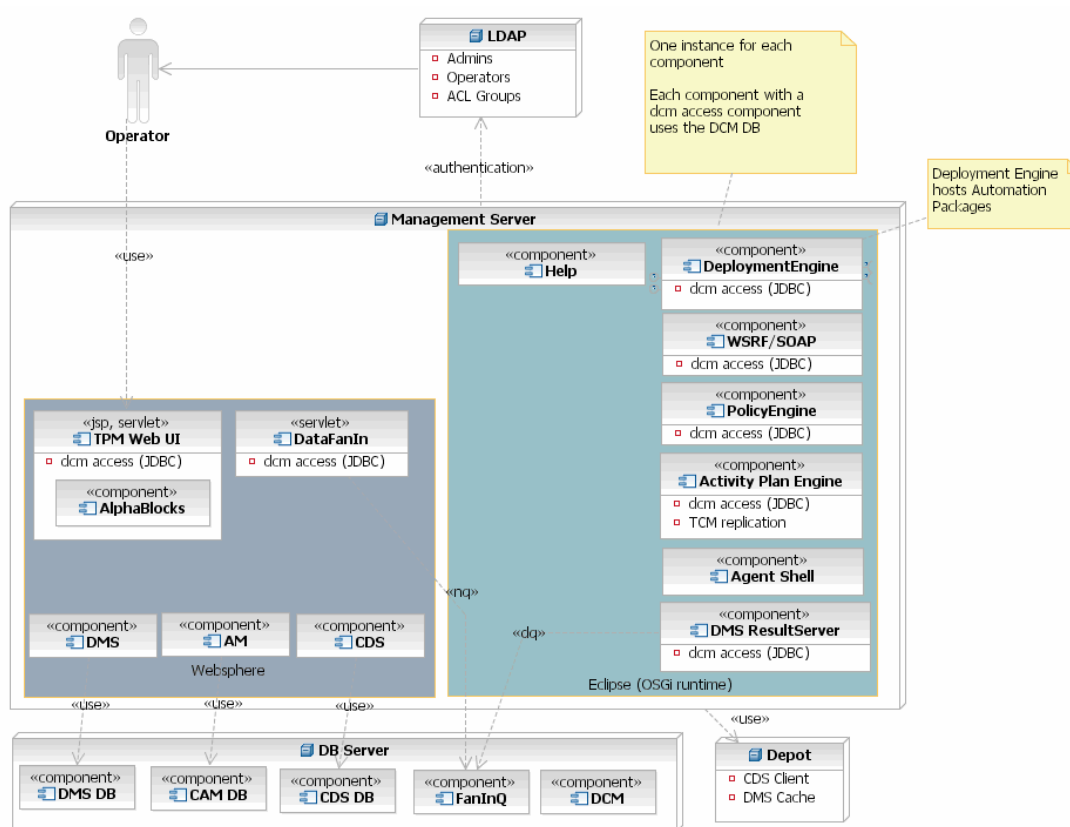 LDAP
Admins
Operators
ACL Groups
Operator
One instance for each
component
Each component with a
dcm access component
uses the DCM DB
«authentication»
Deployment Engine
hosts Automation
Packages
Management Server
«use»
«component»
Help
«component»
DeploymentEngine
dcm access (JDBC)
«component»
WSRF/SOAP
dcm access (JDBC)
«component»
PolicyEngine
dcm access (JDBC)
«component»
Activity Plan Engine
dcm access (JDBC)
TCM replication
«component»
Agent Shell
«component»
DMS ResultServer
dcm access (JDBC)
Eclipse (OSGi runtime)
«jsp, servlet»
TPM Web UI
dcm access (JDBC)
«component»
AlphaBlocks
«servlet»
DataFanIn
dcm access (JDBC)
«nq»
«dq»
«component»
DMS
«component»
AM
«component»
CDS
Websphere
«use»
«use»
«use»
«use»
DB Server
«component»
DMS DB
«component»
CAM DB
«component»
CDS DB
«component»
FanInQ
«component»
DCM
Depot
CDS Client
DMS Cache